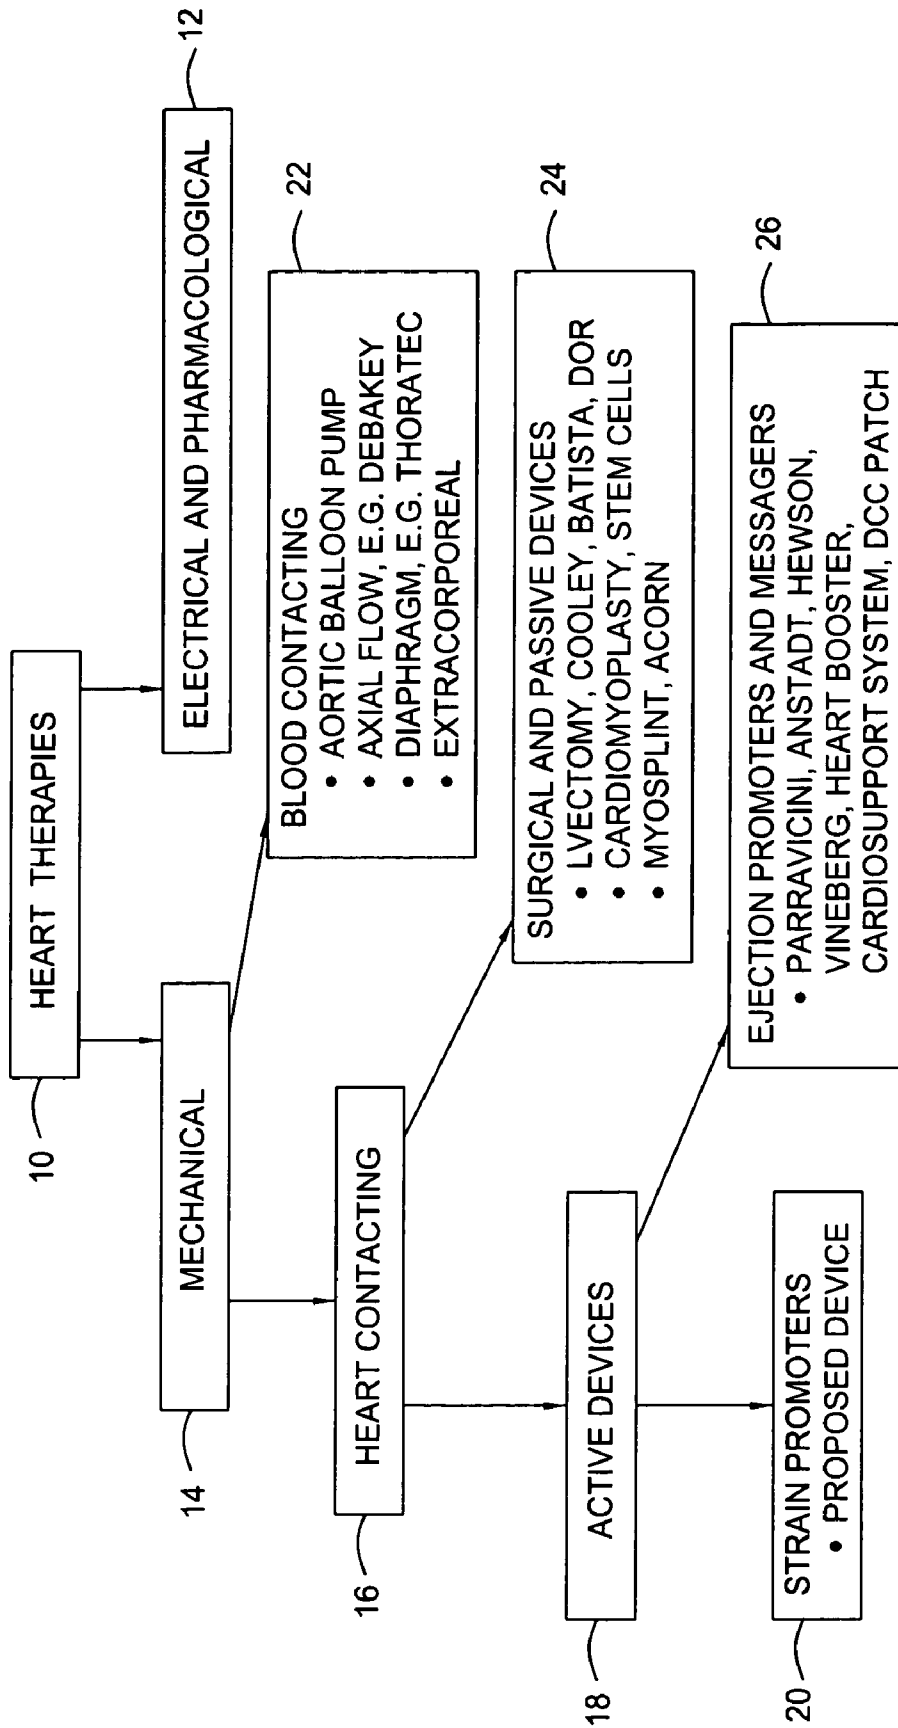 10
HEART THERAPIES
14
MECHANICAL
ELECTRICAL AND PHARMACOLOGICAL
12
16
HEART CONTACTING
BLOOD CONTACTING
• AORTIC BALLOON PUMP
• AXIAL FLOW, E.G. DEBAKEY
• DIAPHRAGM, E.G. THORATEC
• EXTRACORPOREAL
22
18
ACTIVE DEVICES
SURGICAL AND PASSIVE DEVICES
• LVECTOMY, COOLEY, BATISTA, DOR
• CARDIOMYOPLASTY, STEM CELLS
• MYOSPLINT, ACORN
24
20
STRAIN PROMOTERS
• PROPOSED DEVICE
EJECTION PROMOTERS AND MESSAGERS
• PARRAVICINI, ANSTADT, HEWSON,
VINEBERG, HEART BOOSTER,
CARDIOSUPPORT SYSTEM, DCC PATCH
26